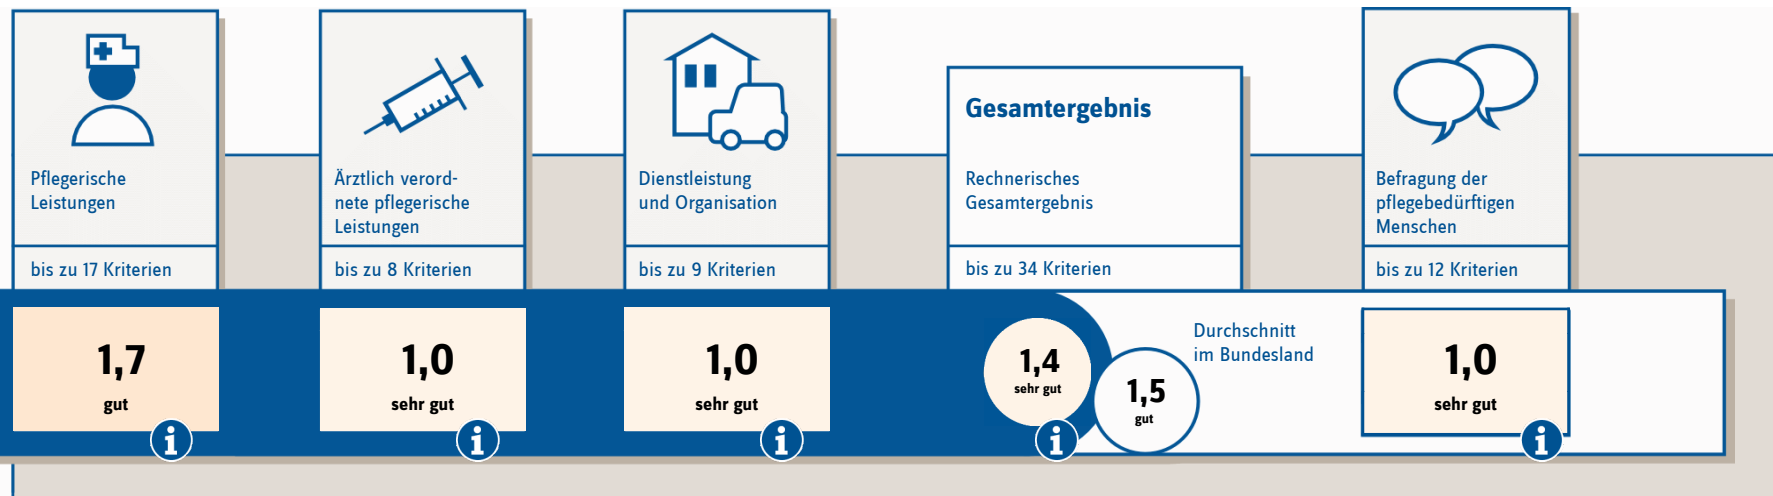 Pflegerische
Leistungen
bis zu 17 Kriterien
1,7
gut
Ärztlich verord-
nete pflegerische
Leistungen
bis zu 8 Kriterien
1,0
sehr gut
Dienstleistung
und Organisation
bis zu 9 Kriterien
1,0
sehr gut
Gesamtergebnis
Rechnerisches
Gesamtergebnis
bis zu 34 Kriterien
1,4
sehr gut
1,5
gut
Durchschnitt
im Bundesland
Befragung der
pflegebedürftigen
Menschen
bis zu 12 Kriterien
1,0
sehr gut